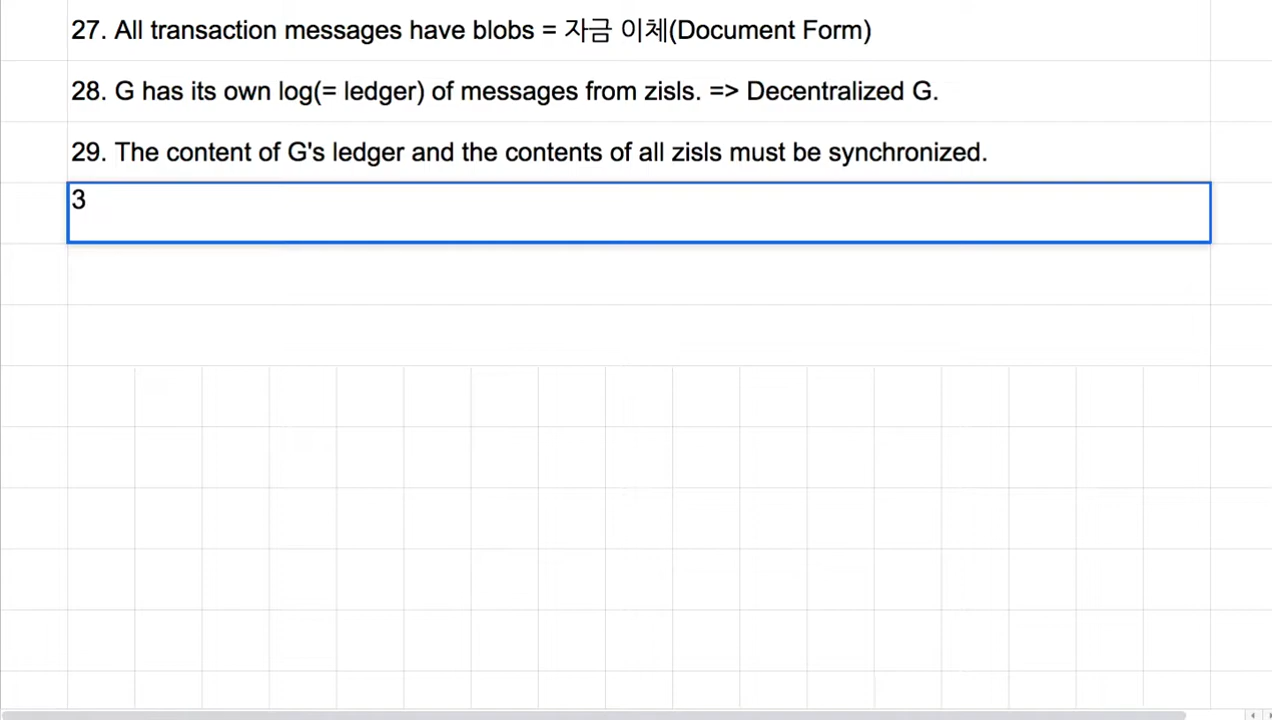 27. All transaction messages have blobs = 자금 이체(Document Form)
28. G has its own log(= ledger) of messages from zisls. => Decentralized G.
29. The content of G's ledger and the contents of all zisls must be synchronized.
3